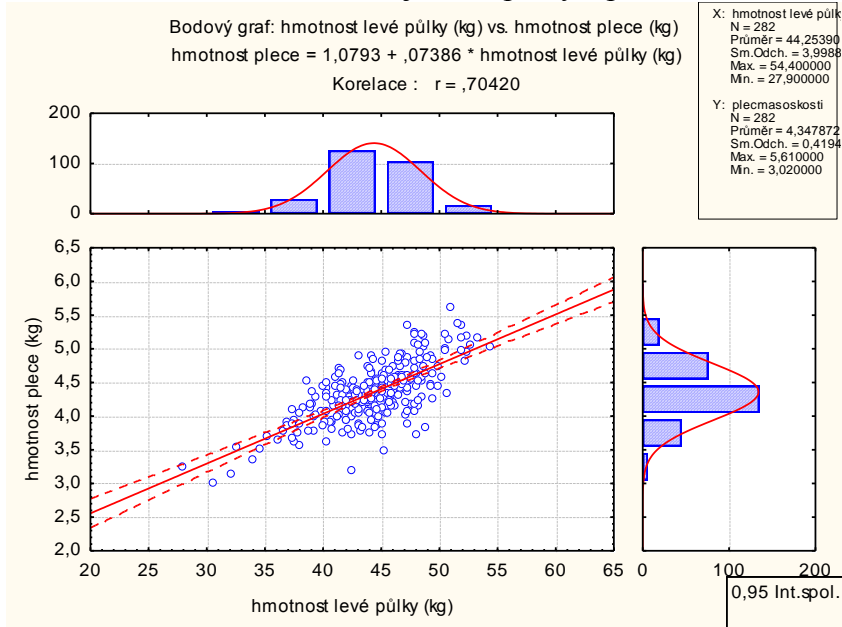 Bodový graf: hmotnost levé půlky (kg) vs. hmotnost plece (kg)
hmotnost plece = 1,0793 + ,07386 * hmotnost levé půlky (kg)
Korelace : r = ,70420
X: hmotnost levé půlk
N = 282
Průměr = 44,25390
Sm.Odch. = 3,9988
Max. = 54,400000
Min. = 27,900000
Y: plecmasoskosti
N = 282
Průměr = 4,347872
Sm.Odch. = 0,4194
Max. = 5,610000
Min. = 3,020000
200
100
0
6,5
6,0
5,5
5,0
4,5
4,0
3,5
3,0
2,5
2,0
hmotnost plece (kg)
20 25 30 35 40 45 50 55 60 65
hmotnost levé půlky (kg)
0 100 200
0,95 Int.spol.